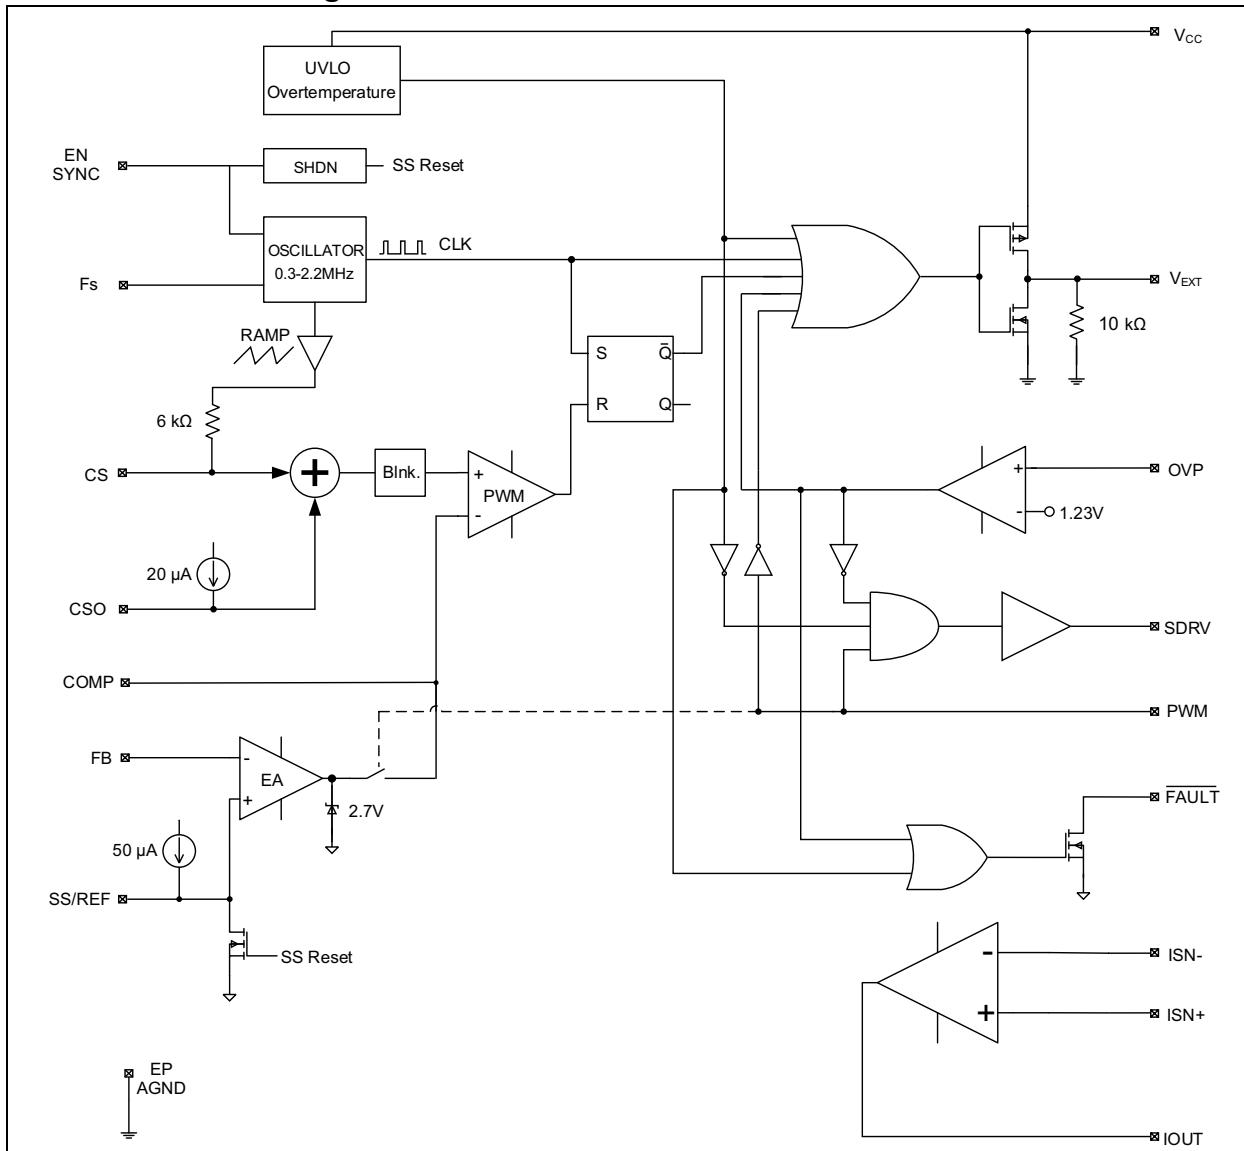 UVLO
Overtemperature
VCC
EN
SYNC
SHDN
SS Reset
OSCILLATOR
0.3-2.2MHz
CLK
Fs
VEXT
10 kΩ
RAMP
S
Q̅
R
Q
6 kΩ
CS
+
Blnk.
+
PWM
-
+
OVP
-
1.23V
20 µA
CSO
SDRV
COMP
PWM
FB
-
EA
+
2.7V
FAULT
50 µA
SS/REF
SS Reset
-
ISN-
+
ISN+
EP
AGND
IOUT